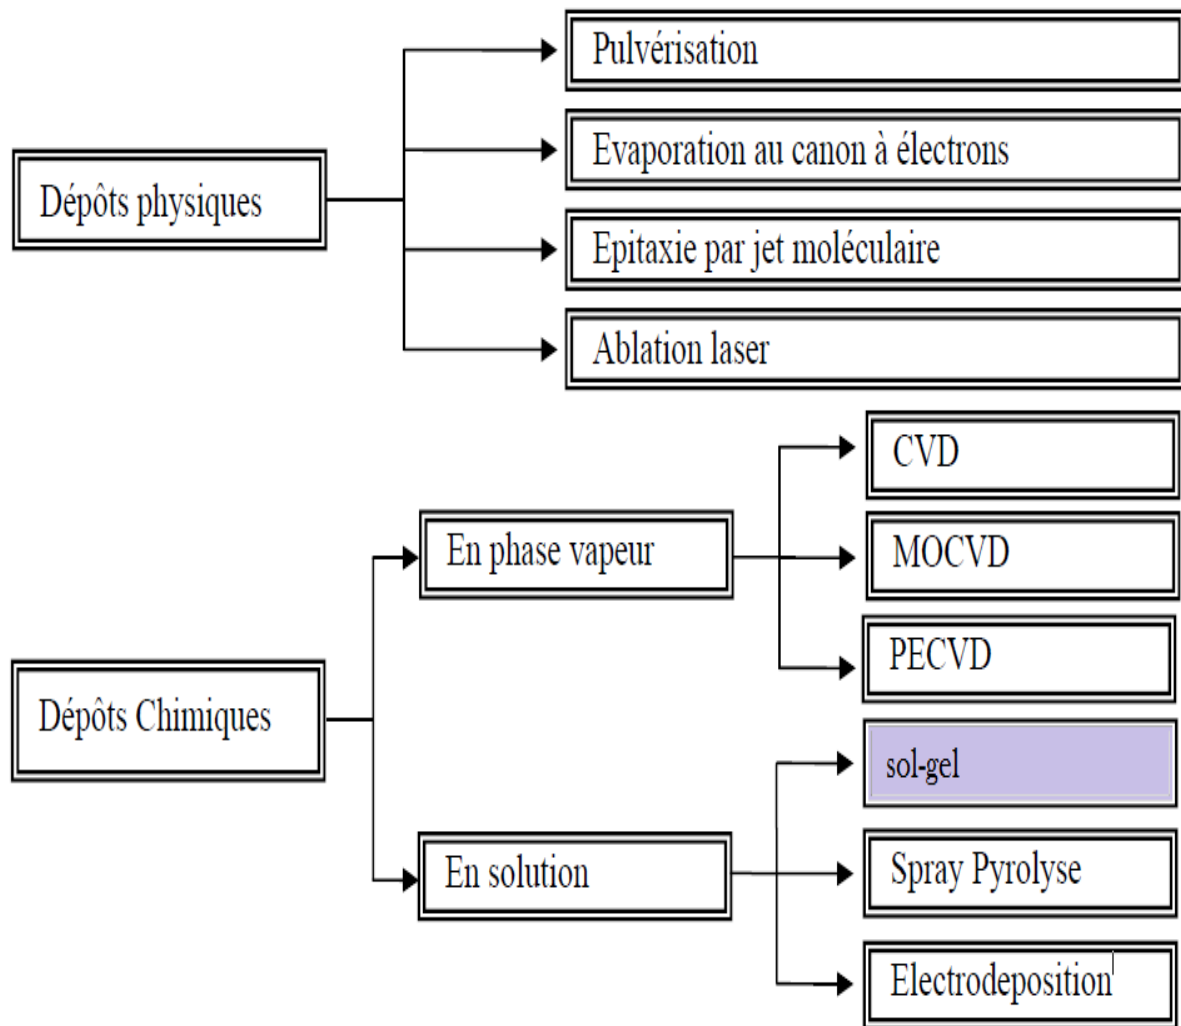 Pulvérisation
Evaporation au canon à électrons
Dépôts physiques
Epitaxie par jet moléculaire
Ablation laser
CVD
En phase vapeur
MOCVD
PECVD
Dépôts Chimiques
sol-gel
En solution
Spray Pyrolyse
Electrodeposition